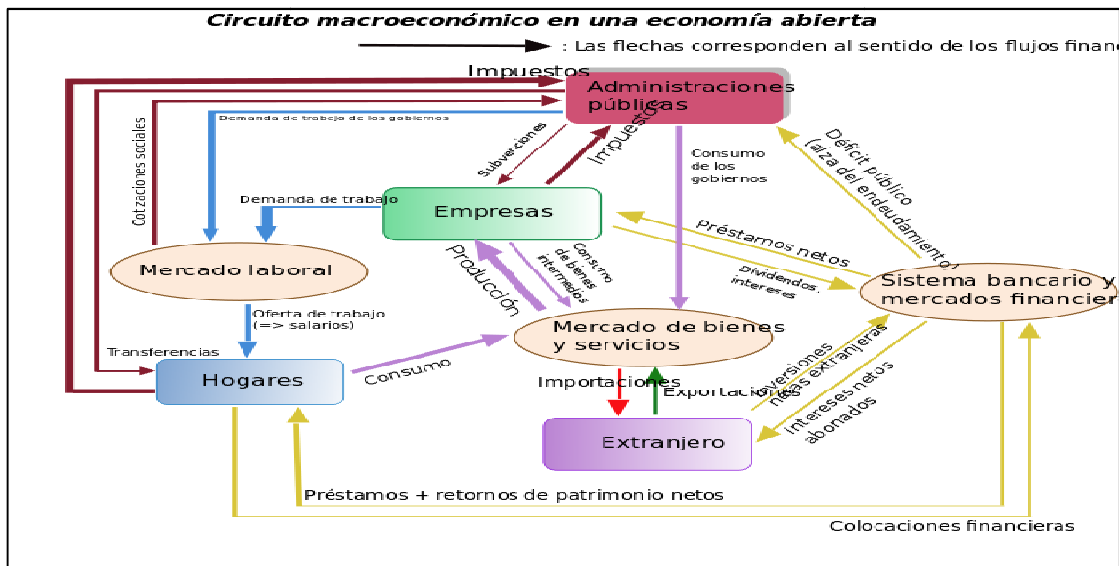 Circuito macroeconómico en una economía abierta
: Las flechas corresponden al sentido de los flujos finan
Impuestos
Administraciones
públicas
Demanda de trabajo de los gobiernos
Cotzaciones sociales
Subverciones
Impuestos
Consumo
de los
gobiernos
Déficit público
(alza del endeudamiento)
Demanda de trabajo
Empresas
Préstamos netos
Dividendos,
intereses
Mercado laboral
Producción
Consumo
de bienes
intermedos
Sistema bancario y
mercados financier
Oferta de trabajo
(=> salarios)
Mercado de bienes
y servicios
Transferencias
Hogares
Consumo
Importaciones
Exportaciones
Inversiones
netas extranjeras
Intereses netos
abonados
Extranjero
Préstamos + retornos de patrimonio netos
Colocaciones financieras